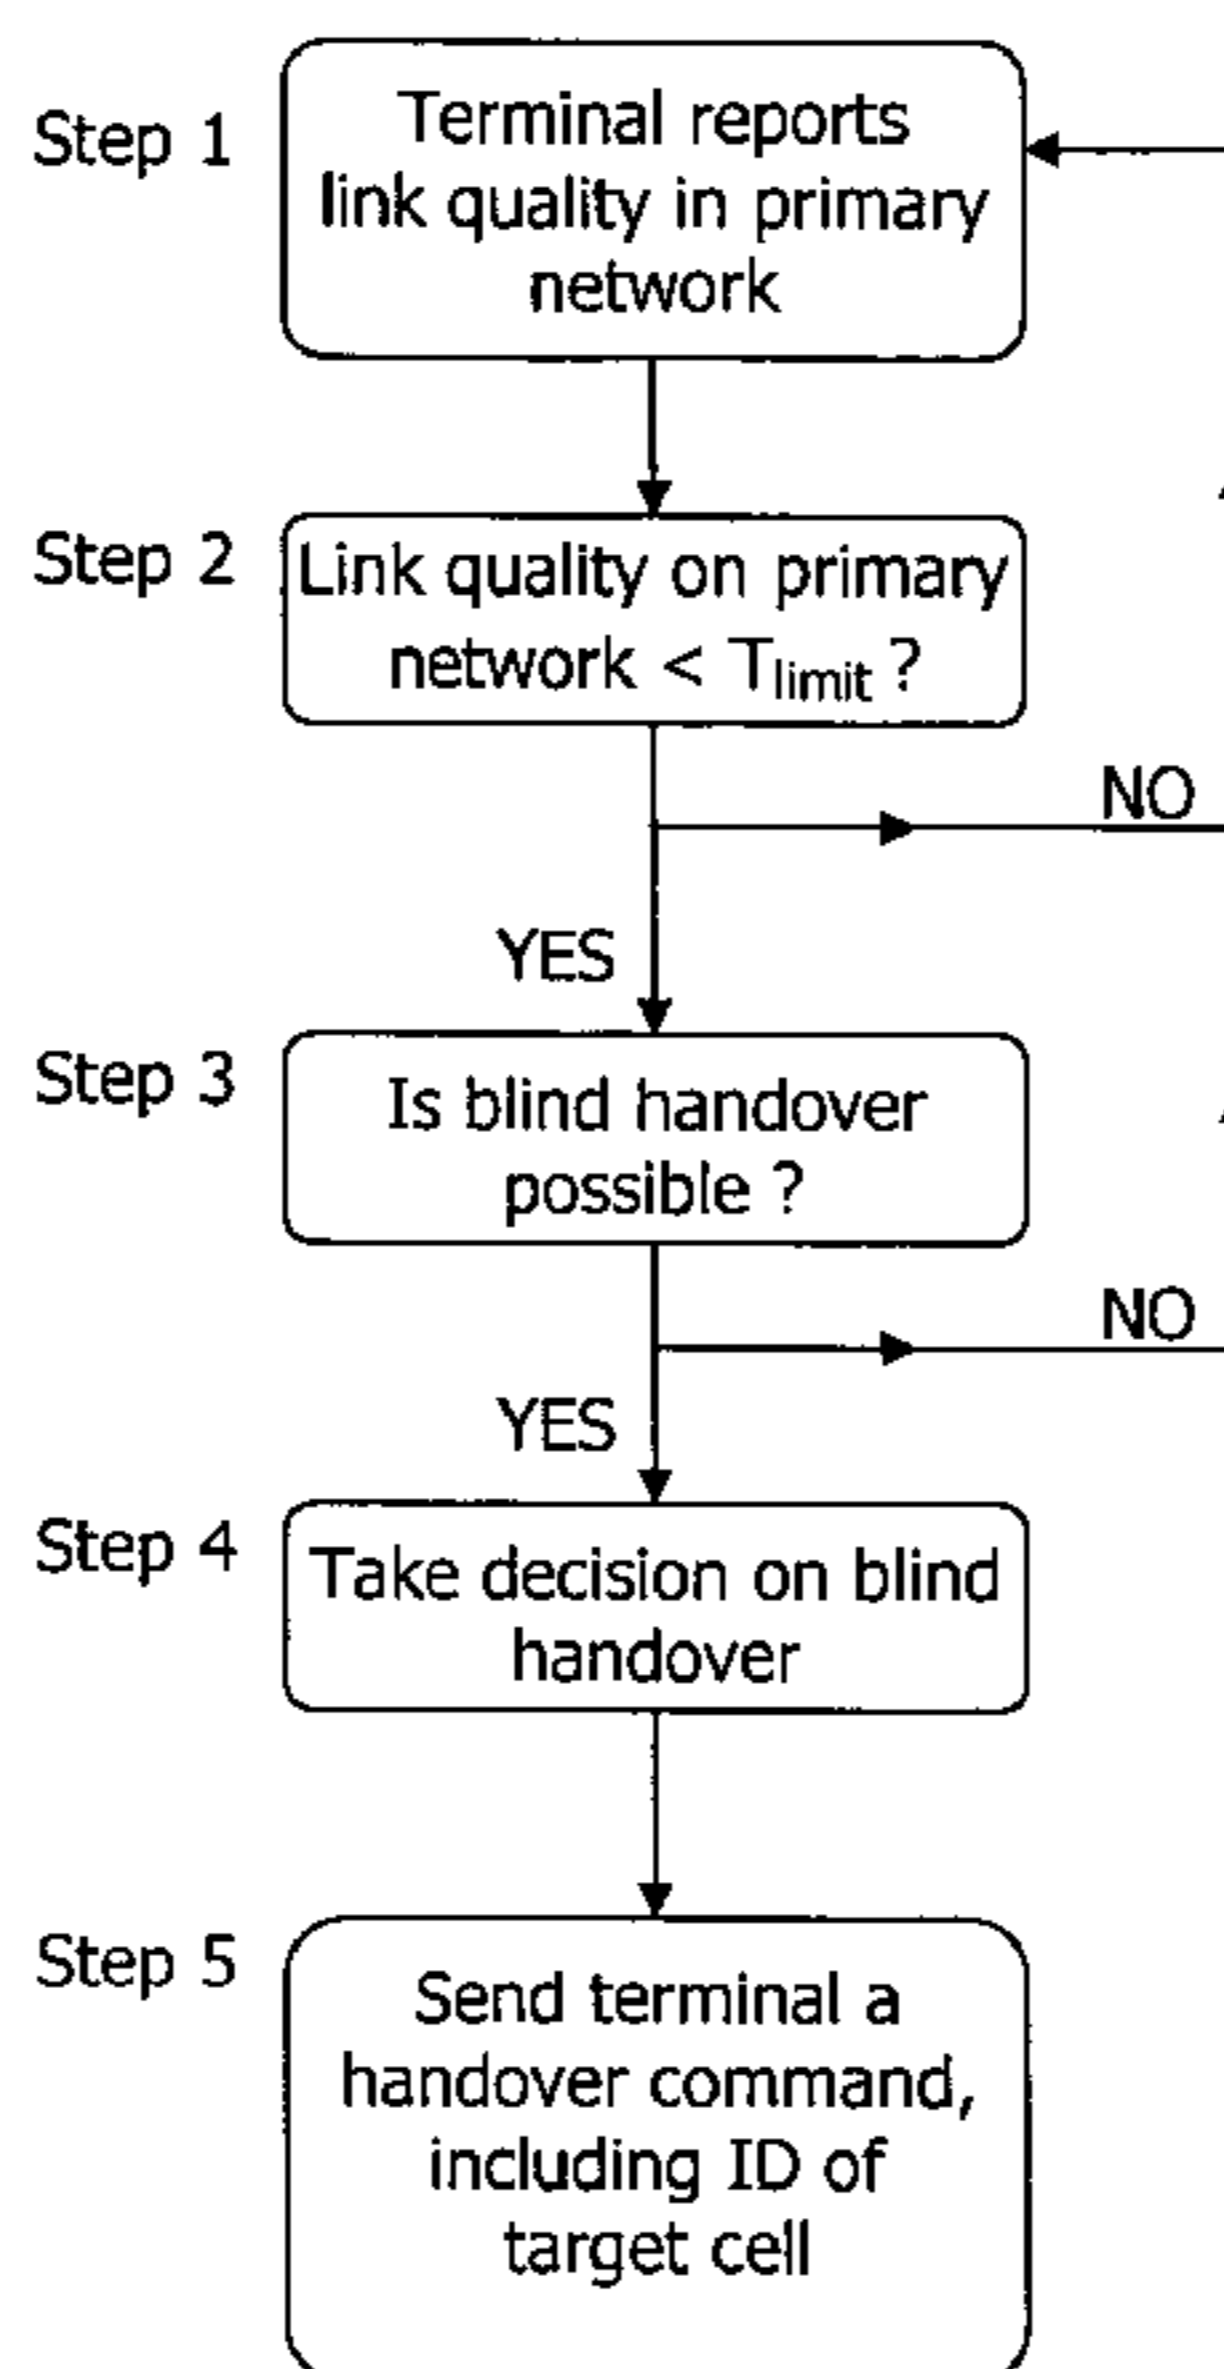 Step 1
Terminal reports
link quality in primary
network
Step 2
Link quality on primary
network < Tlimit ?
NO
YES
Step 3
Is blind handover
possible ?
NO
YES
Step 4
Take decision on blind
handover
Step 5
Send terminal a
handover command,
including ID of
target cell